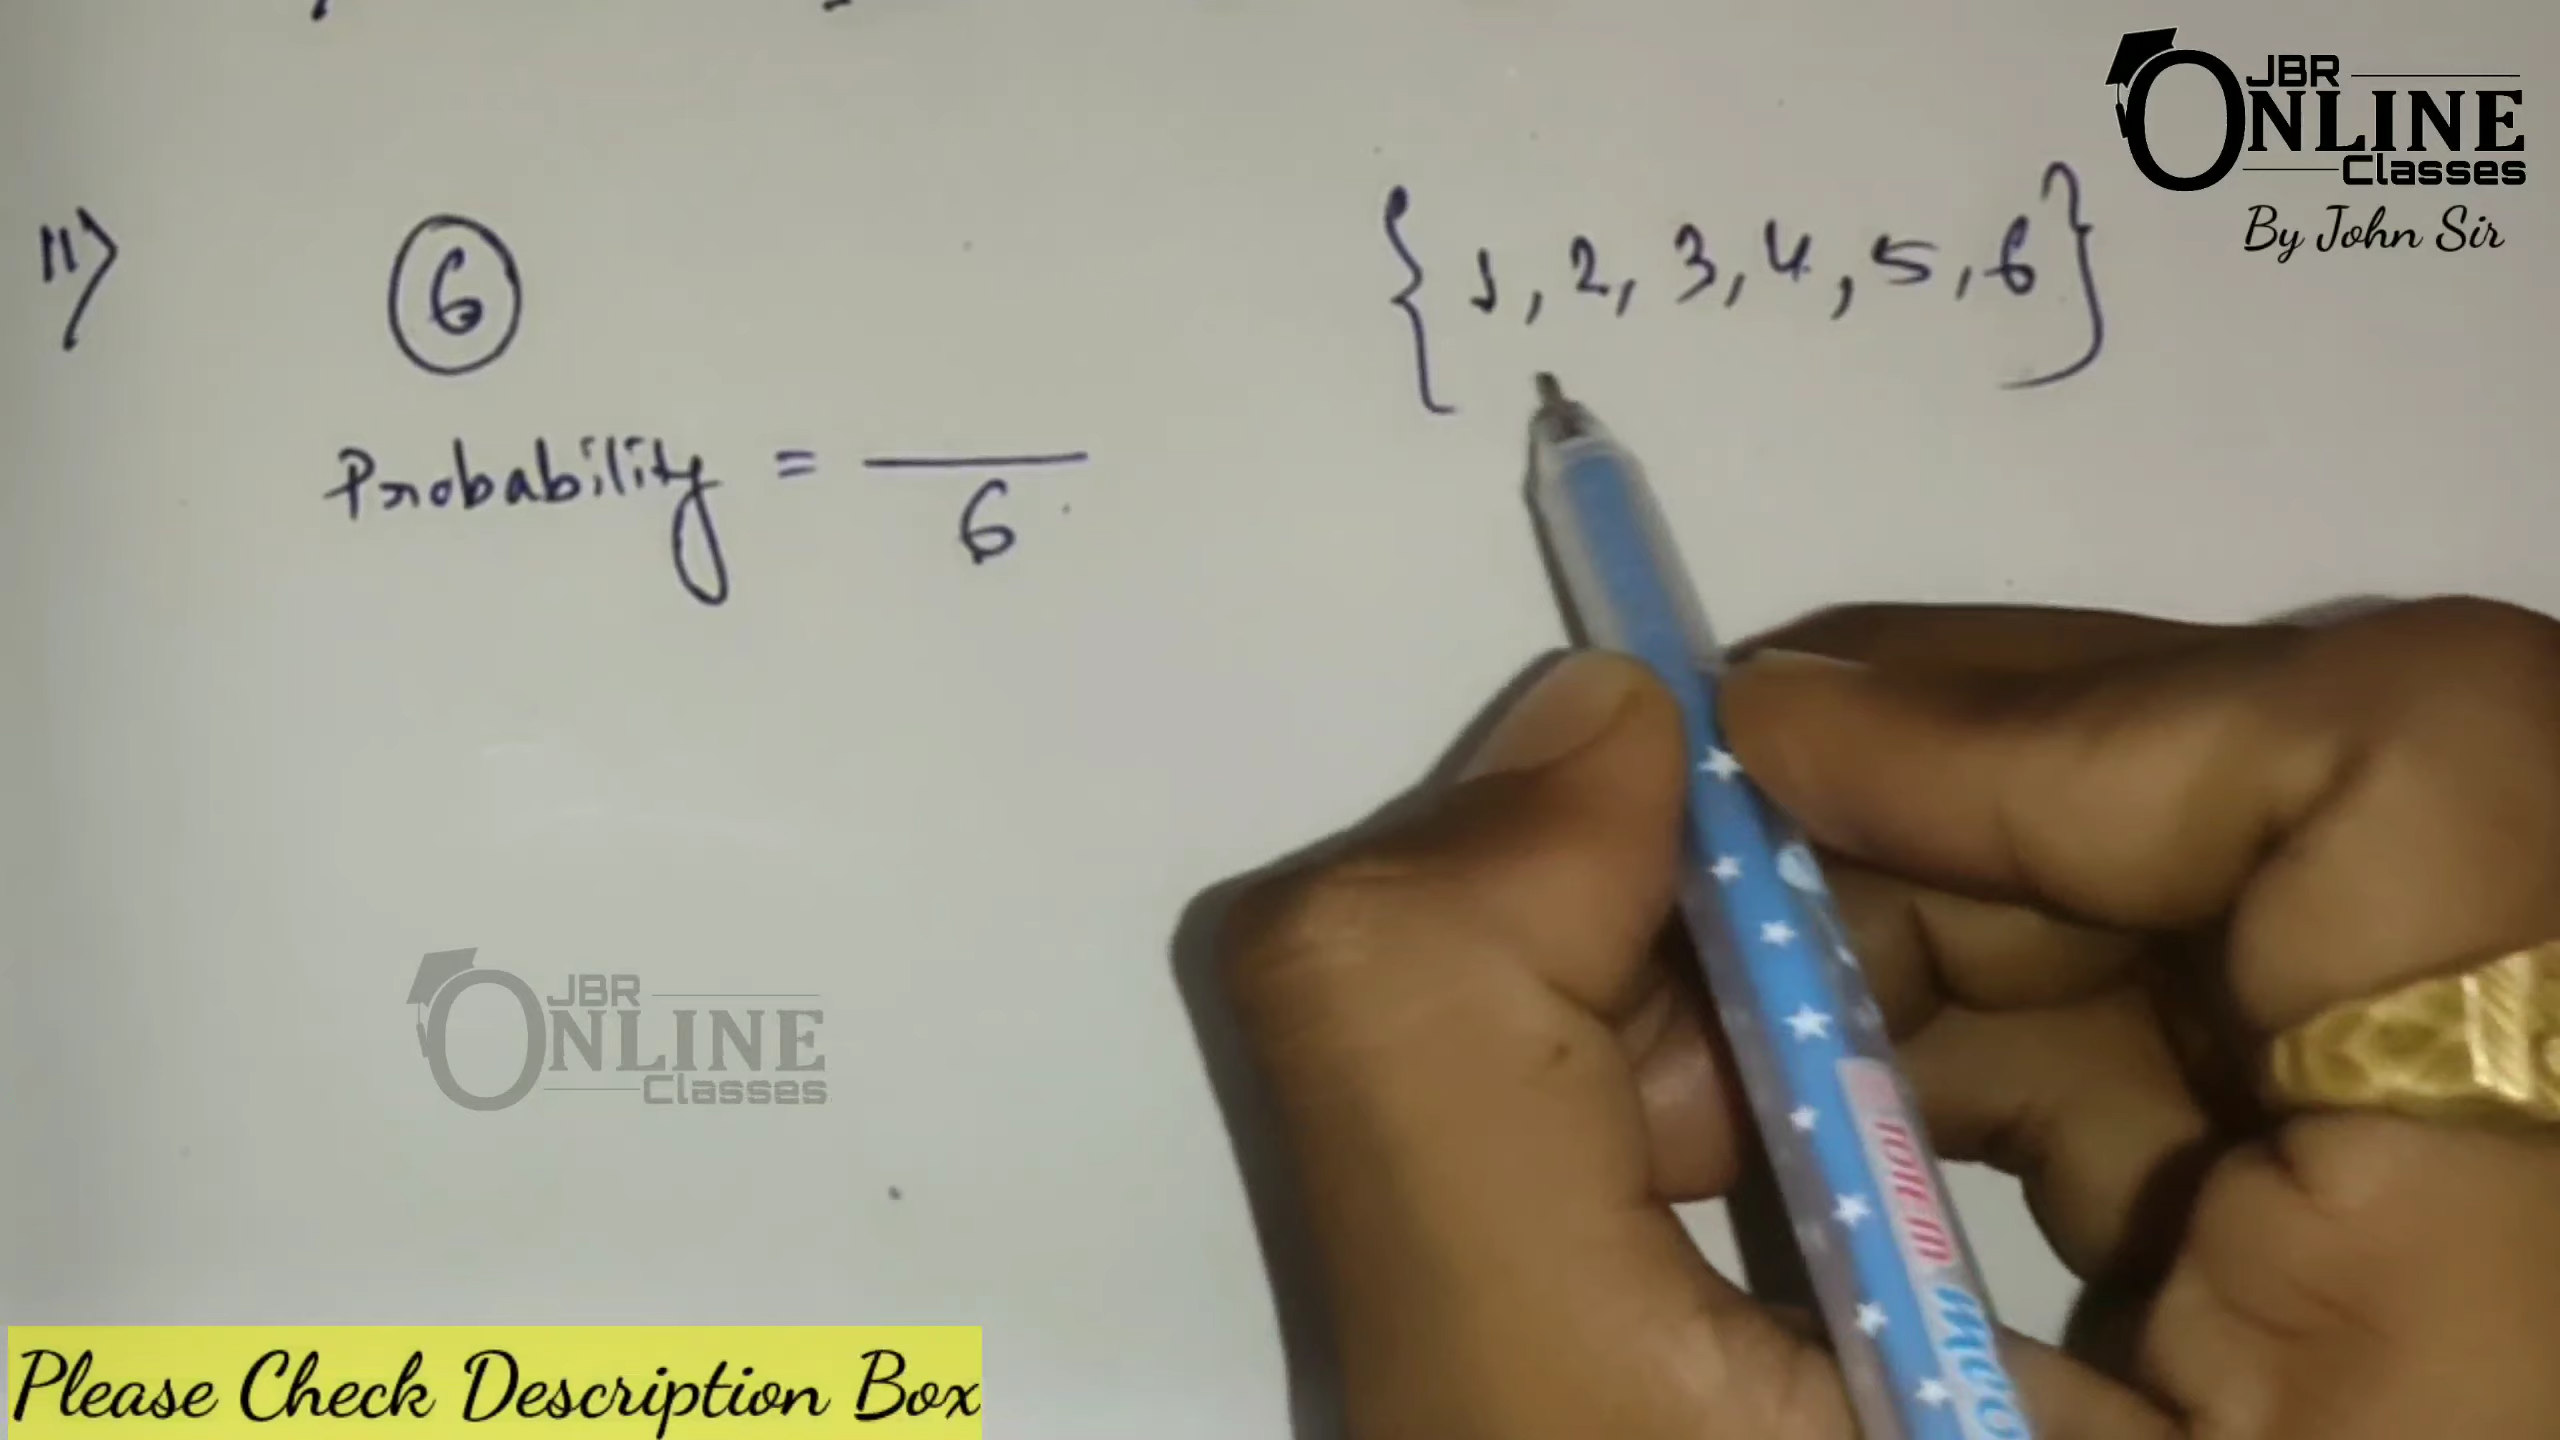 JBR
ONLINE
Classes
By John Sir
11) 6 {1, 2, 3, 4, 5, 6}
Probability = ―
6
JBR
ONLINE
Classes
Please Check Description Box